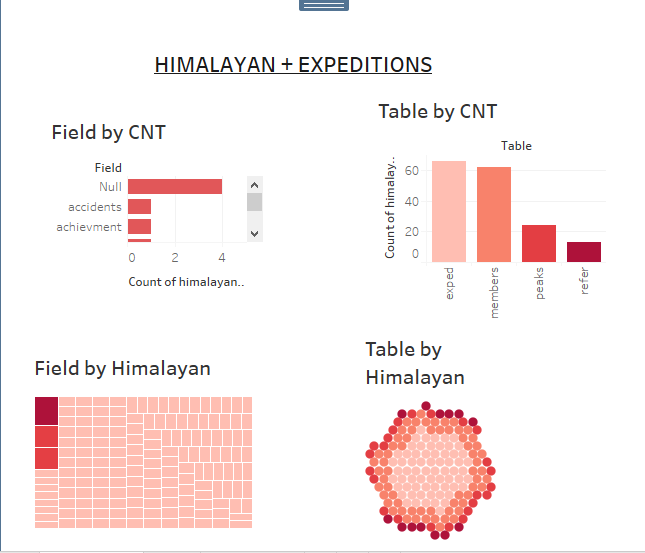 HIMALAYAN + EXPEDITIONS
Field by CNT
Field
Null
accidents
achievment
0 2 4
Count of himalayan..
Table by CNT
Table
Count of himalay..
60
40
20
0
exped
members
peaks
refer
Field by Himalayan
Table by
Himalayan